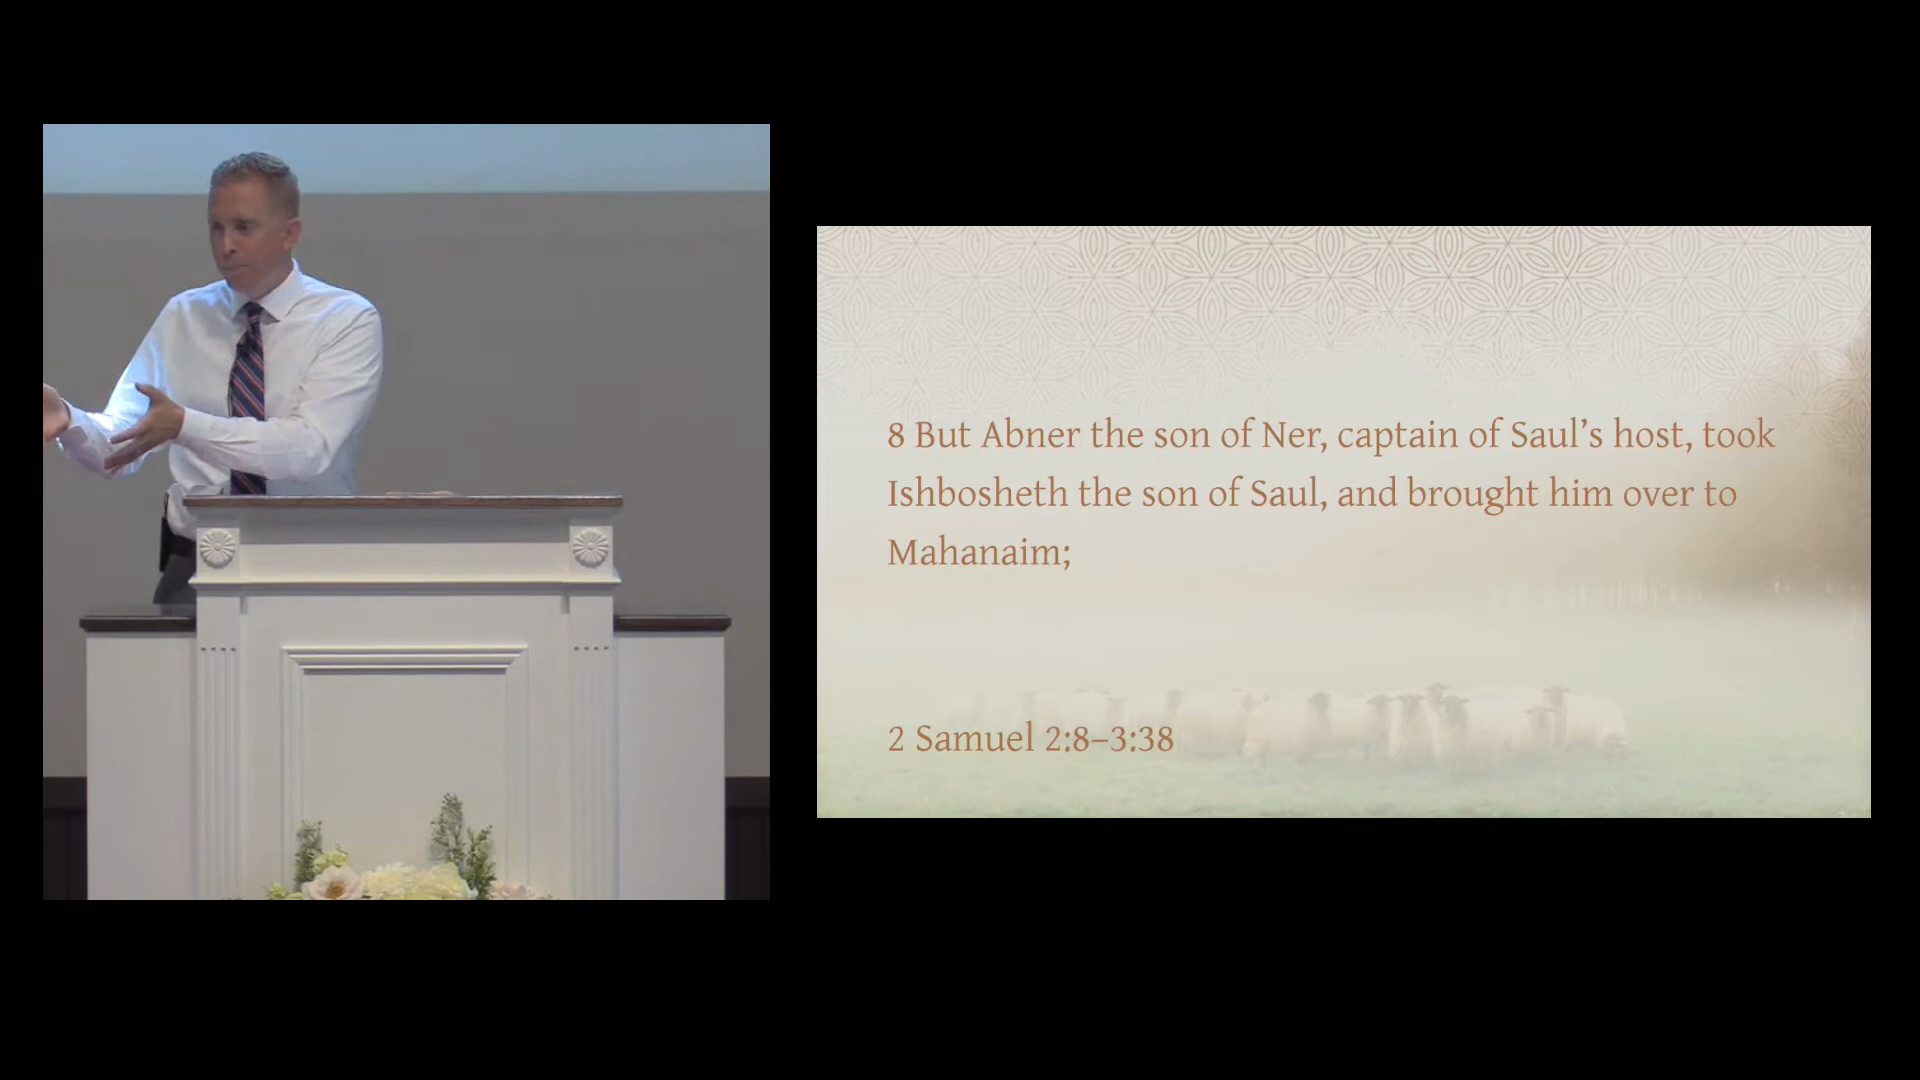 8 But Abner the son of Ner, captain of Saul’s host, took
Ishbosheth the son of Saul, and brought him over to
Mahanaim;
2 Samuel 2:8–3:38